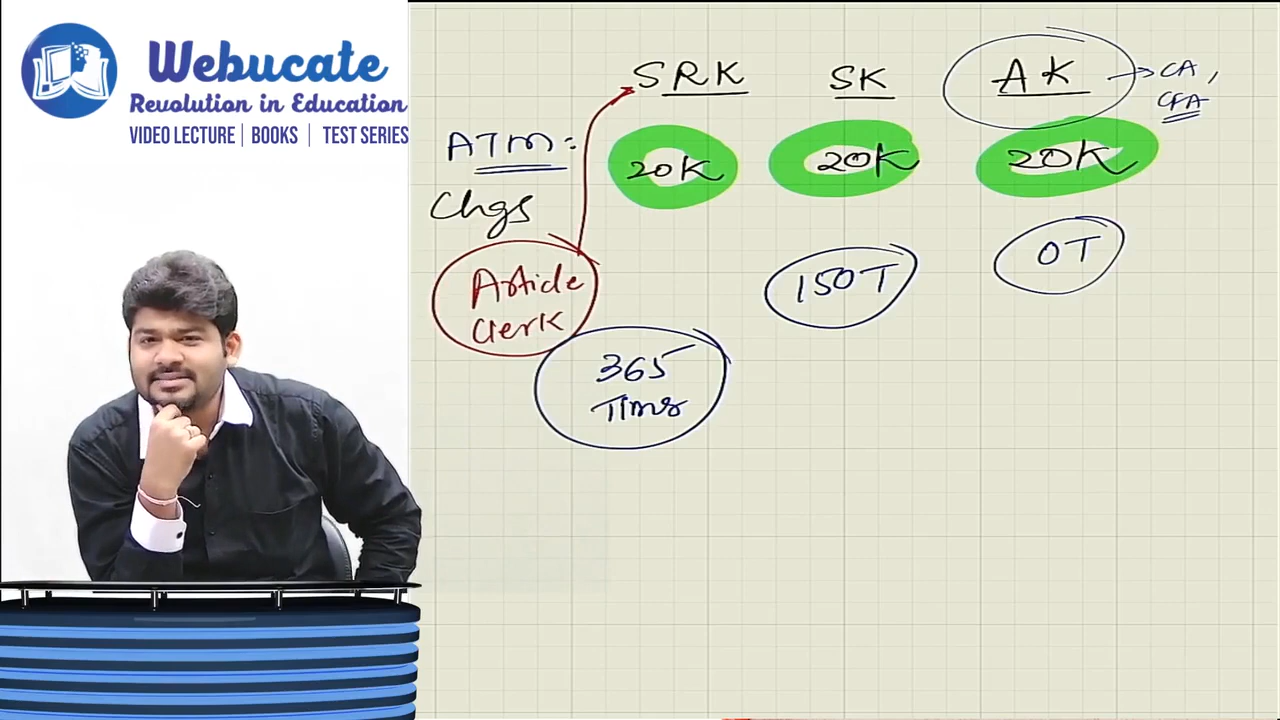 Webucate
Revolution in Education
VIDEO LECTURE | BOOKS | TEST SERIES
SRK SK AK → CA,
CFA
ATM:
Chgs
20K 20K 20K
Article
Clerk
150T 0T
365
Times